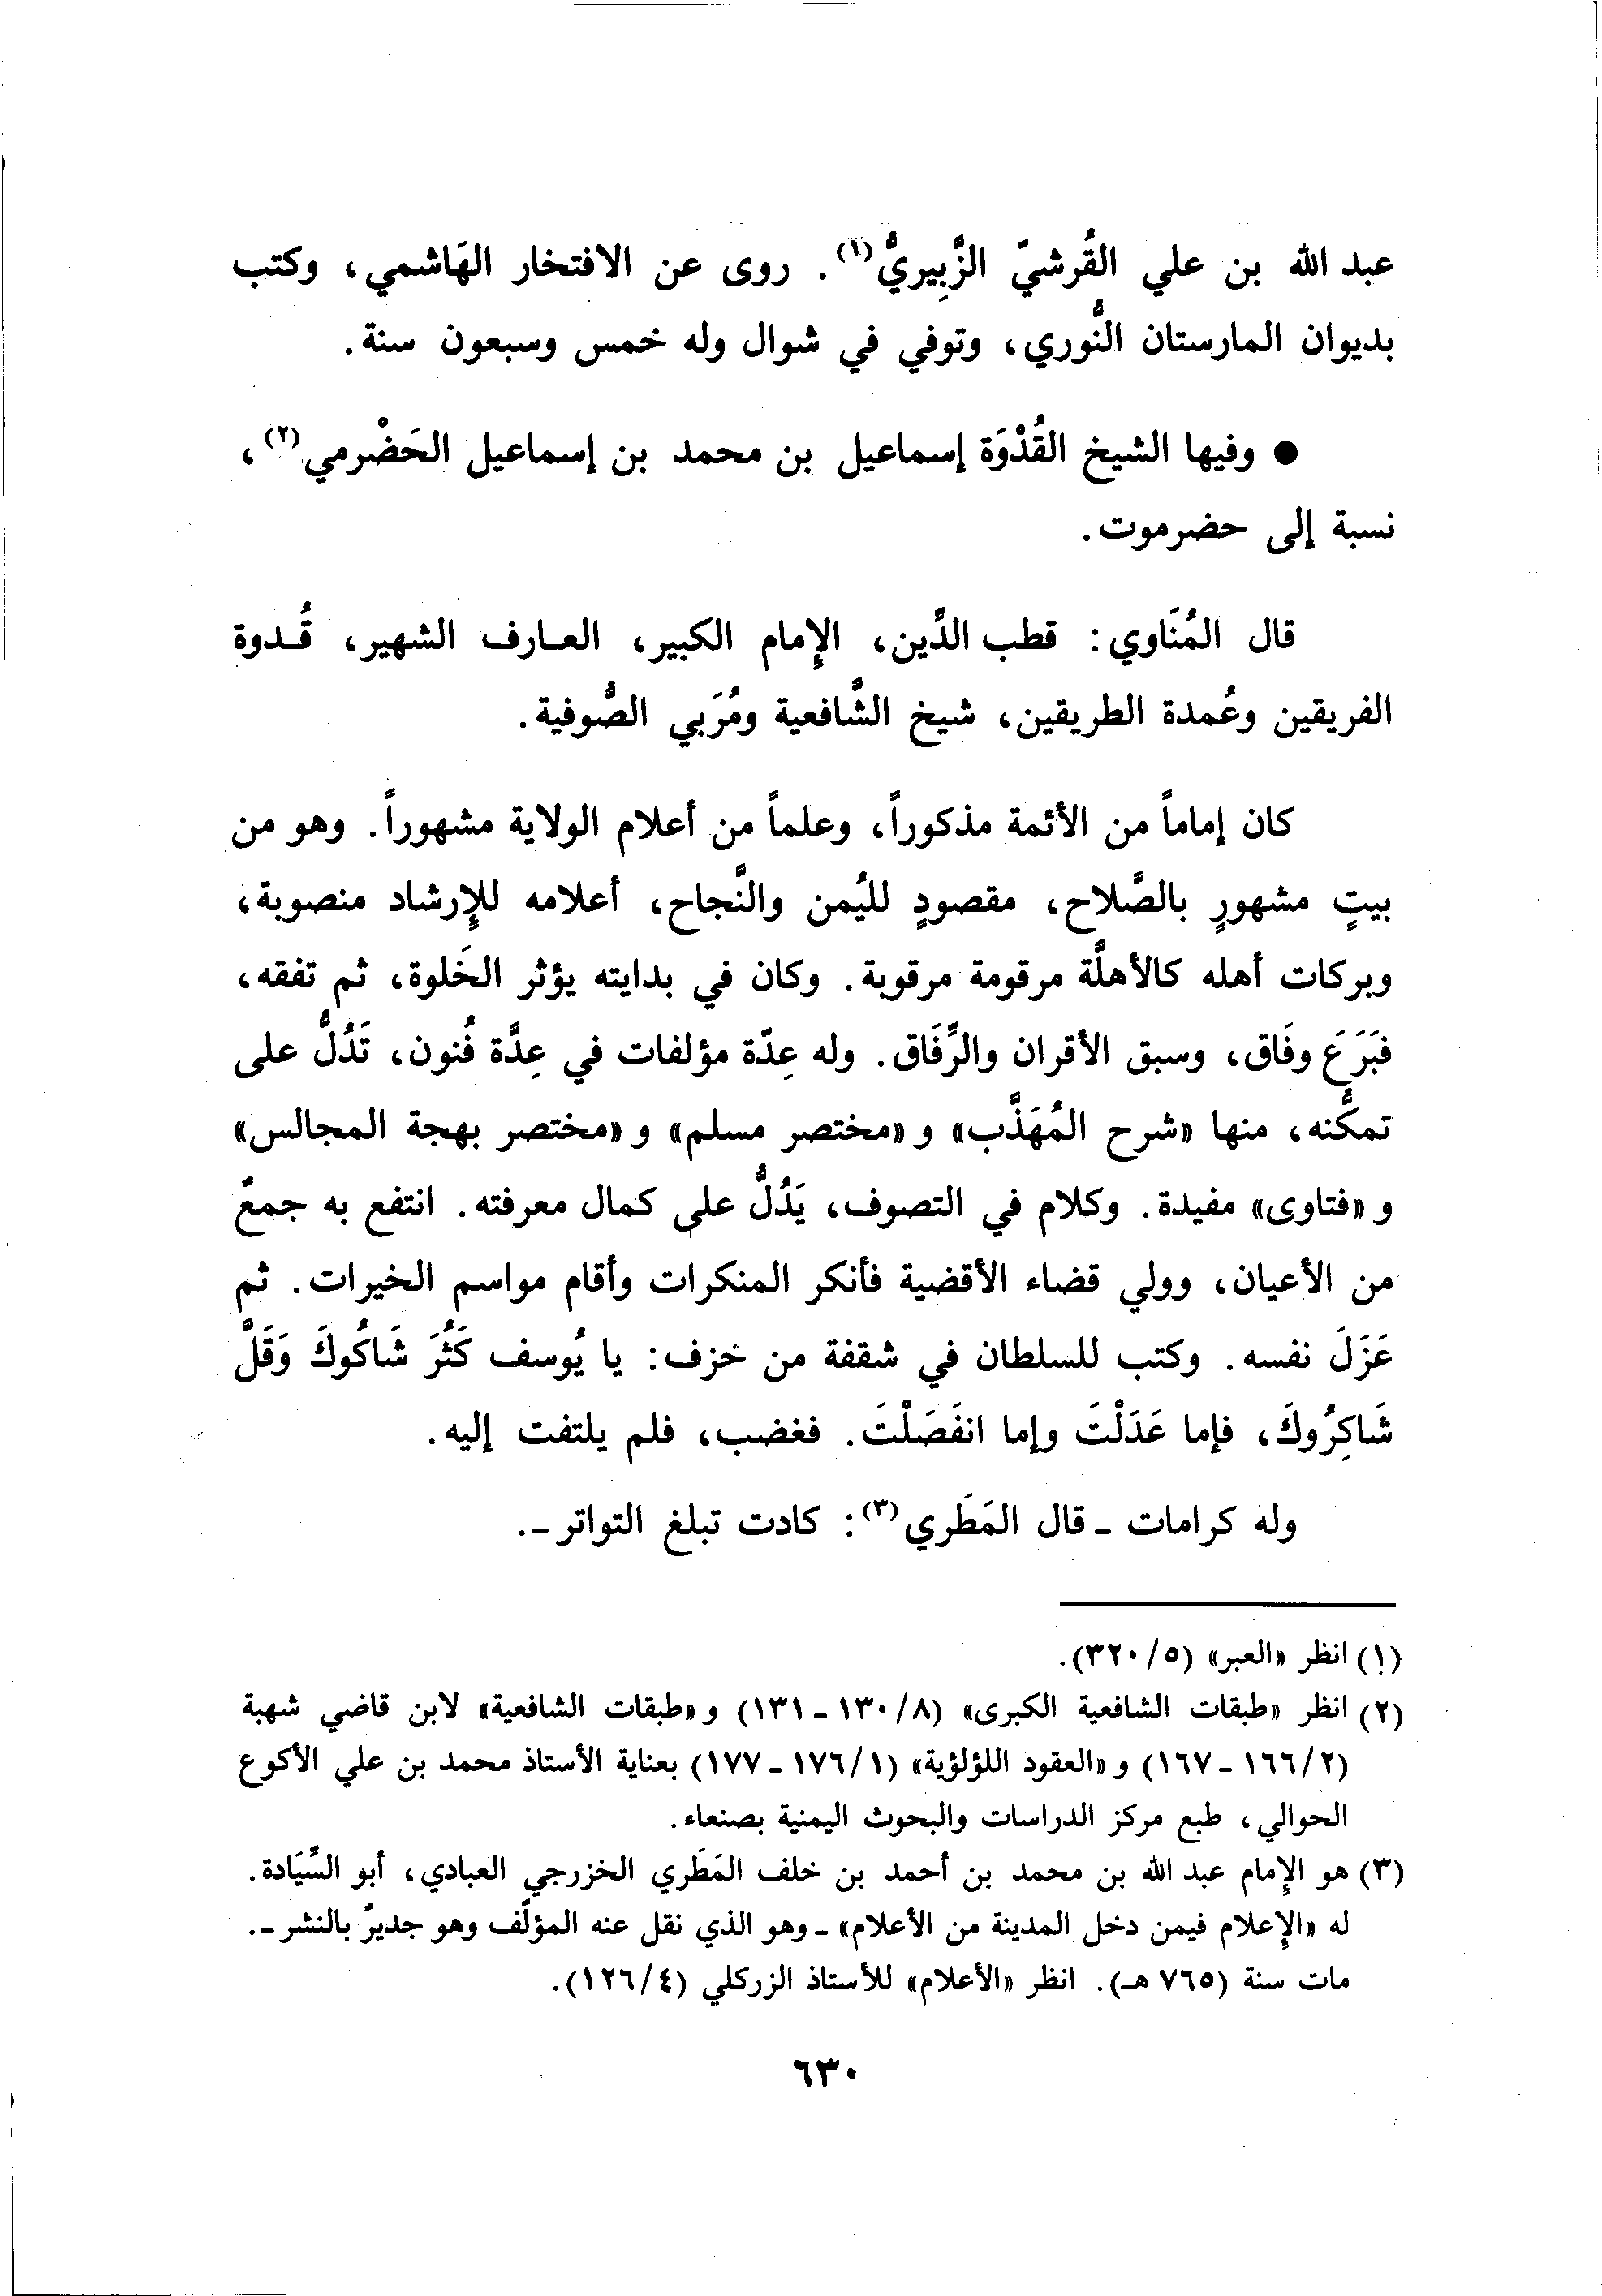 عبد الله بن علي القُرشيّ الزَّبِيريُّ(١). روى عن الافتخار الهَاشمي، وكتب
بديوان المارستان النُّوري، وتوفي في شوال وله خمس وسبعون سنة.
● وفيها الشيخ القُدْوَة إسماعيل بن محمد بن إسماعيل الحَضْرمي(٢)،
نسبة إلى حضرموت.
قال المُنَاوي: قطب الدِّين، الإِمام الكبير، العـارف الشهير، قُـدوة
الفريقين وعُمدة الطريقين، شيخ الشَّافعية ومُرَبي الصُّوفية.
كان إماماً من الأئمة مذكوراً، وعلماً من أعلام الولاية مشهوراً. وهو من
بيتٍ مشهورٍ بالصَّلاح، مقصودٍ لليُمن والنَّجاح، أعلامه للإِرشاد منصوبة،
وبركات أهله كالأهلَّة مرقومة مرقوبة. وكان في بدايته يؤثر الخَلوة، ثم تفقه،
فبَرَعَ وفَاق، وسبق الأقران والرِّفَاق. وله عِدّة مؤلفات في عِدَّة فُنون، تَدُلُّ على
تمكُّنه، منها «شرح المُهَذَّب» و «مختصر مسلم» و «مختصر بهجة المجالس»
و «فتاوى» مفيدة. وكلام في التصوف، يَدُلُّ على كمال معرفته. انتفع به جمعٌ
من الأعيان، وولي قضاء الأقضية فأنكر المنكرات وأقام مواسم الخيرات. ثم
عَزَلَ نفسه. وكتب للسلطان في شقفة من خزف: يا يُوسف كَثُرَ شَاكُوكَ وَقَلَّ
شَاكِرُوكَ، فإما عَدَلْتَ وإما انفَصَلْتَ. فغضب، فلم يلتفت إليه.
وله كرامات ـ قال المَطَري(٣): كادت تبلغ التواتر ـ.
(١) انظر «العبر» (٣٢٠/٥).
(٢) انظر «طبقات الشافعية الكبرى» (١٣٠/٨ ـ ١٣١) و «طبقات الشافعية» لابن قاضي شهبة
(١٦٦/٢ ـ ١٦٧) و «العقود اللؤلؤية» (١٧٦/١ ـ ١٧٧) بعناية الأستاذ محمد بن علي الأكوع
الحوالي، طبع مركز الدراسات والبحوث اليمنية بصنعاء.
(٣) هو الإِمام عبد الله بن محمد بن أحمد بن خلف المَطَري الخزرجي العبادي، أبو السَّيَادة.
له «الإِعلام فيمن دخل المدينة من الأعلام» ـ وهو الذي نقل عنه المؤلّف وهو جديرٌ بالنشر ـ.
مات سنة (٧٦٥ هـ). انظر «الأعلام» للأستاذ الزركلي (١٢٦/٤).
٦٣٠